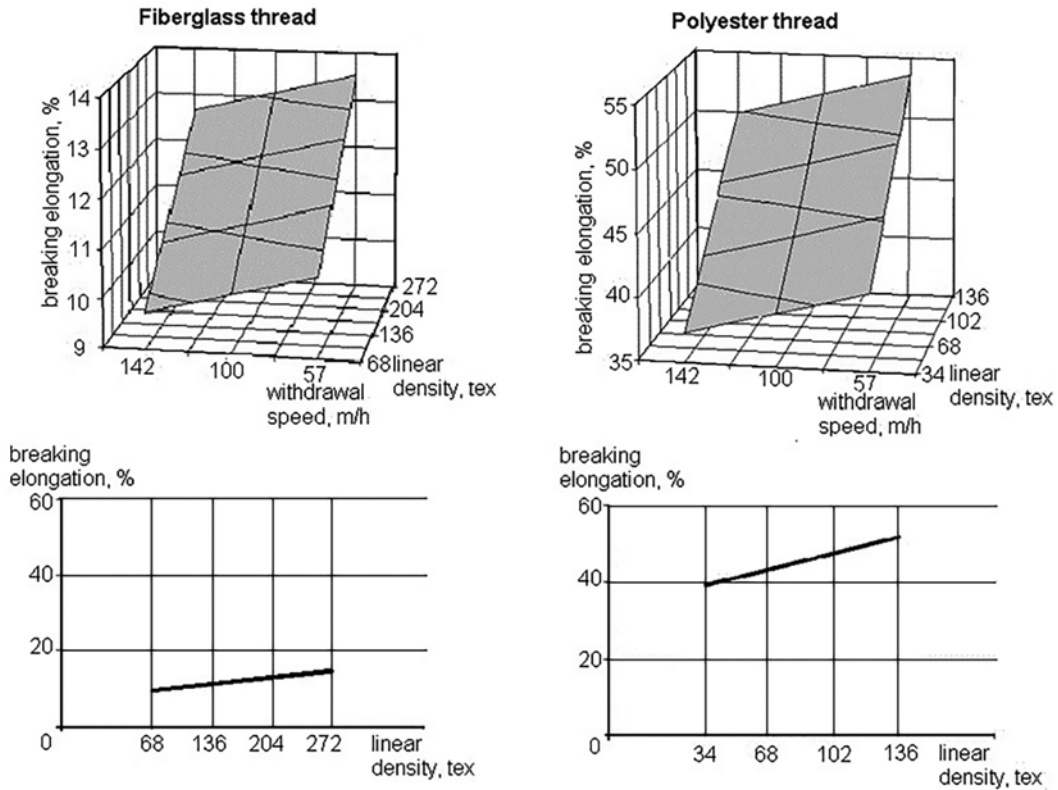 Fiberglass thread
breaking elongation, %
14
13
12
11
10
9
142
100
57
withdrawal
speed, m/h
272
204
136
68 linear
density, tex
Polyester thread
breaking elongation, %
55
50
45
40
35
142
100
57
withdrawal
speed, m/h
136
102
68
34 linear
density, tex
breaking
elongation, %
60
40
20
0
68 136 204 272 linear
density, tex
breaking
elongation, %
60
40
20
0
34 68 102 136 linear
density, tex